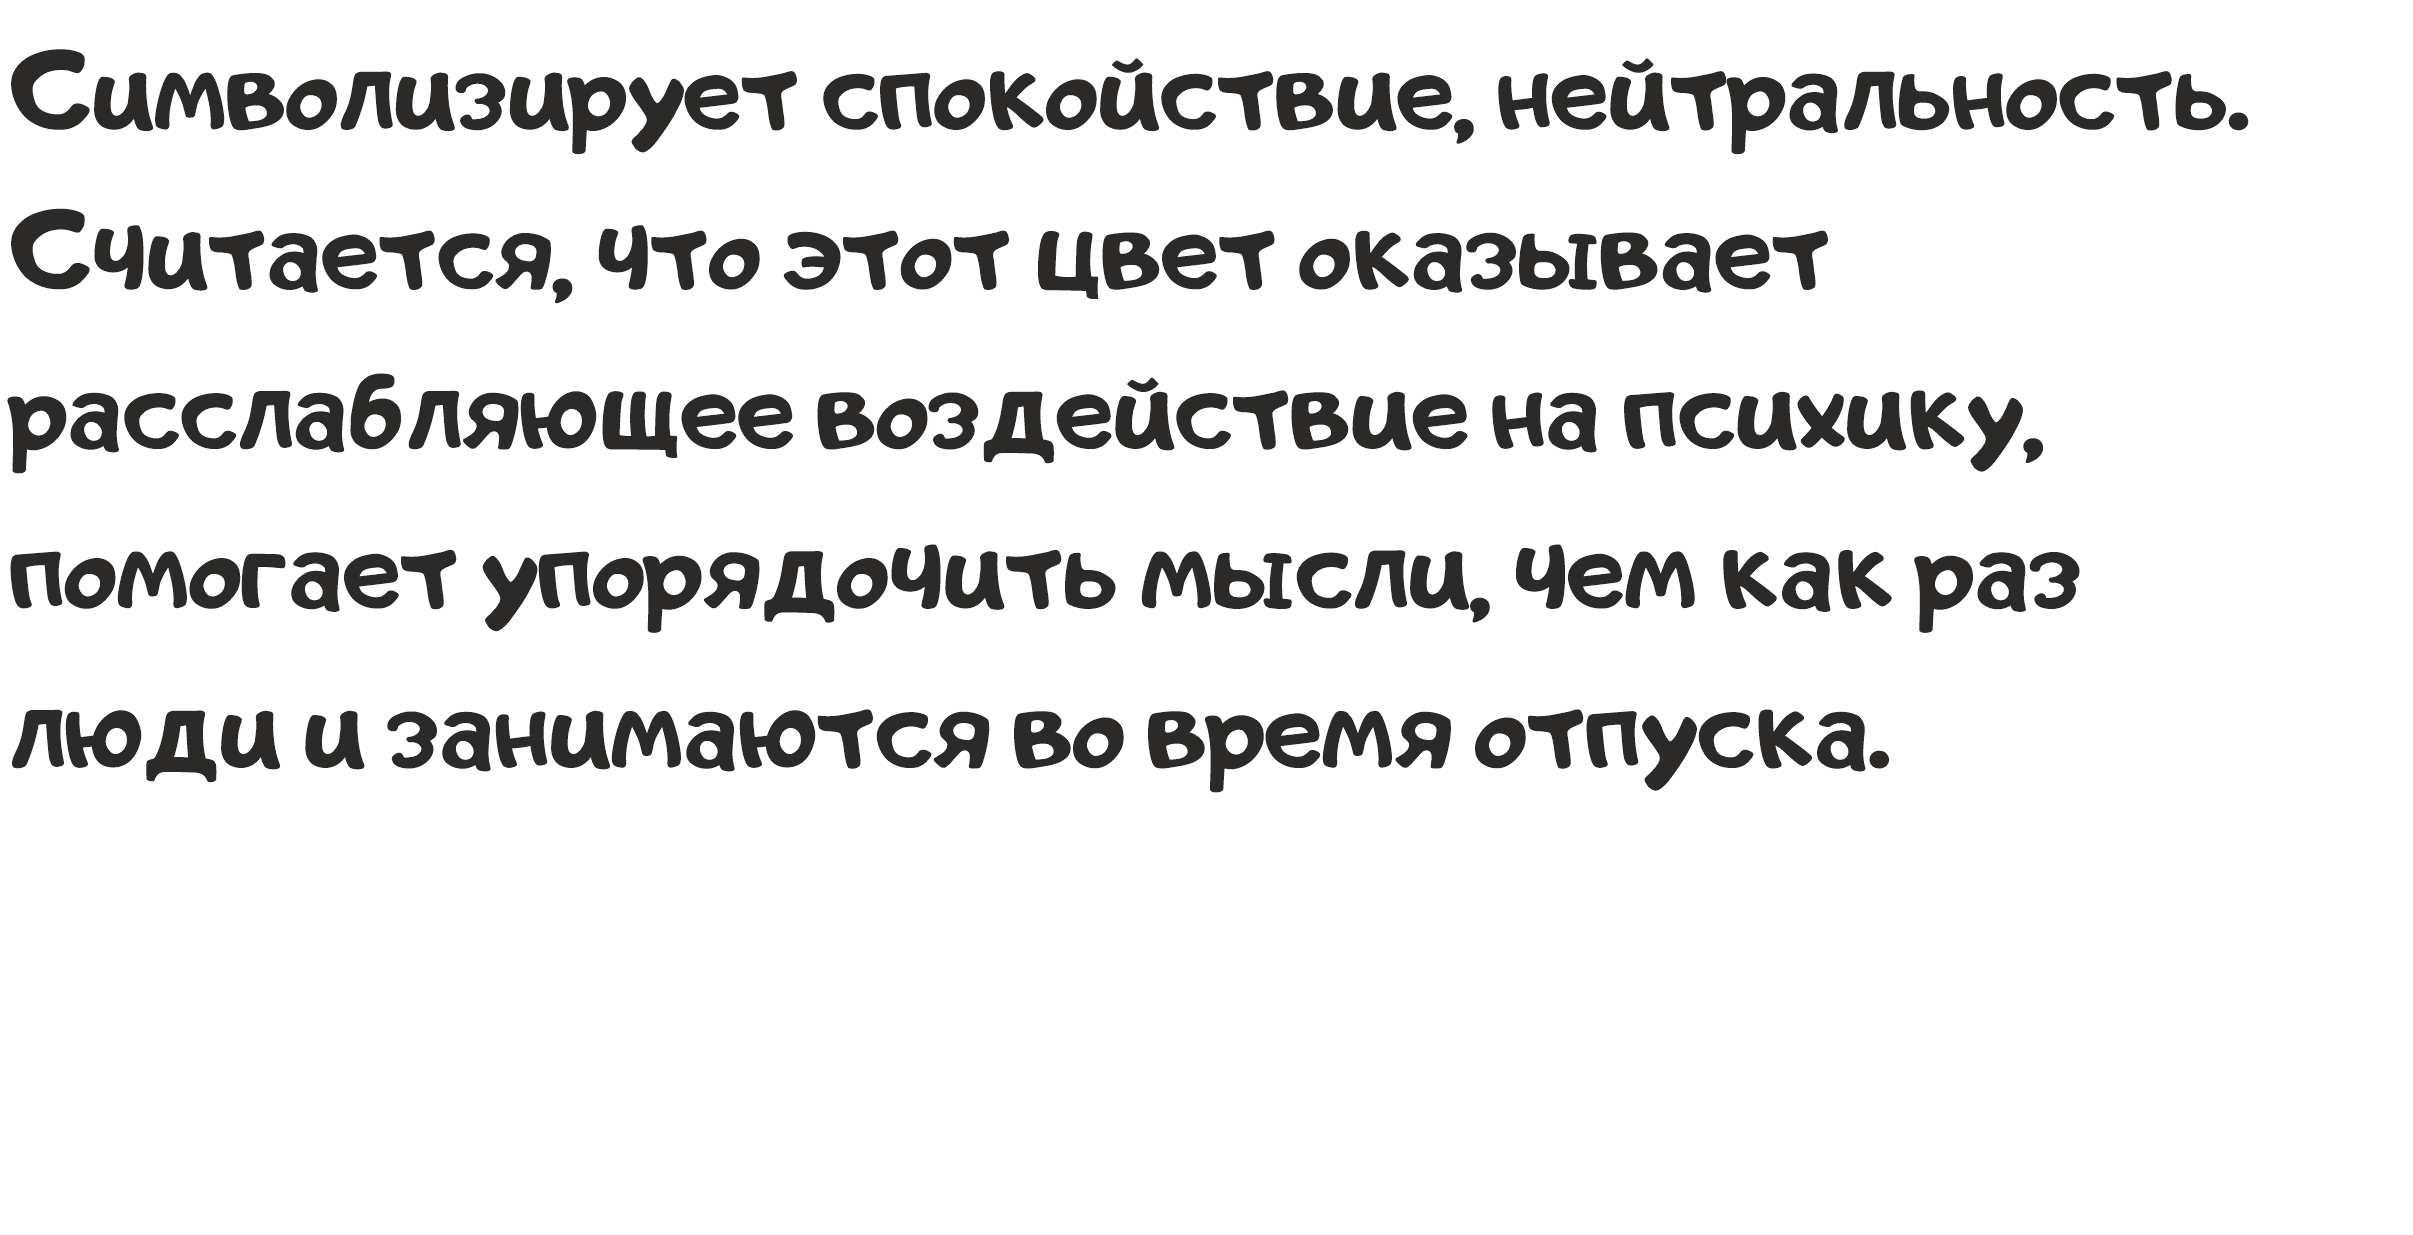 Символизирует спокойствие, нейтральность.
Считается, что этот цвет оказывает
расслабляющее воздействие на психику,
помогает упорядочить мысли, чем как раз
люди и занимаются во время отпуска.